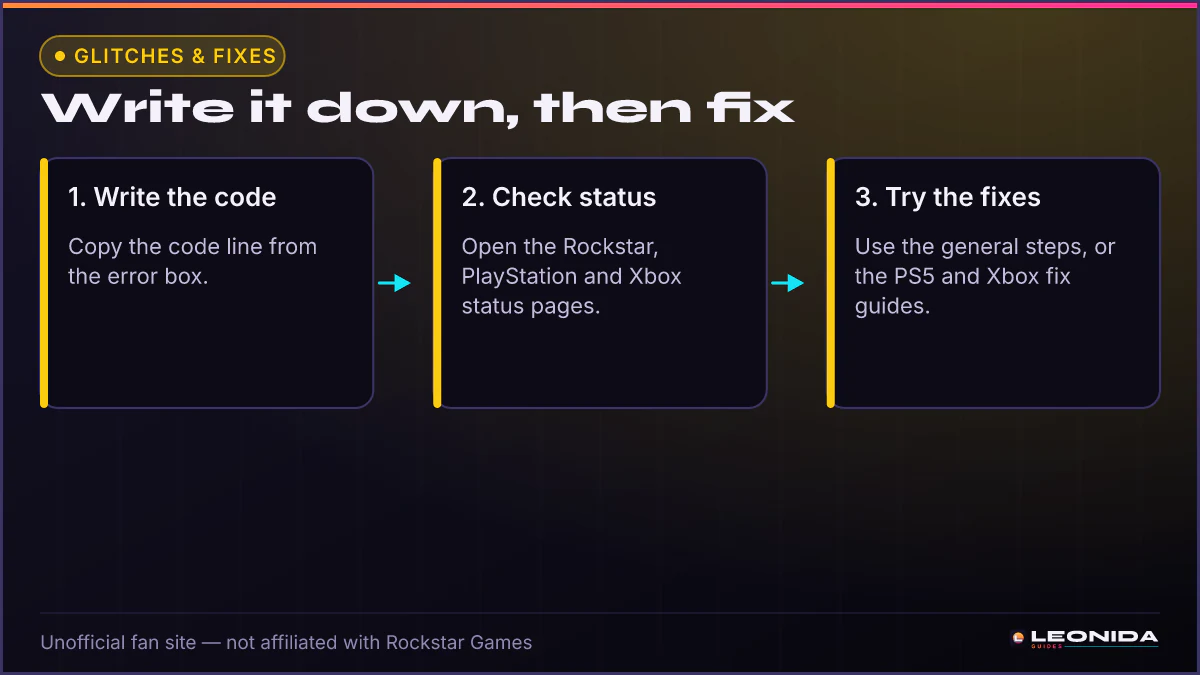 GLITCHES & FIXES
Write it down, then fix
1. Write the code
Copy the code line from
the error box.
2. Check status
Open the Rockstar,
PlayStation and Xbox
status pages.
3. Try the fixes
Use the general steps, or
the PS5 and Xbox fix
guides.
Unofficial fan site — not affiliated with Rockstar Games
LEONIDA
GUIDES